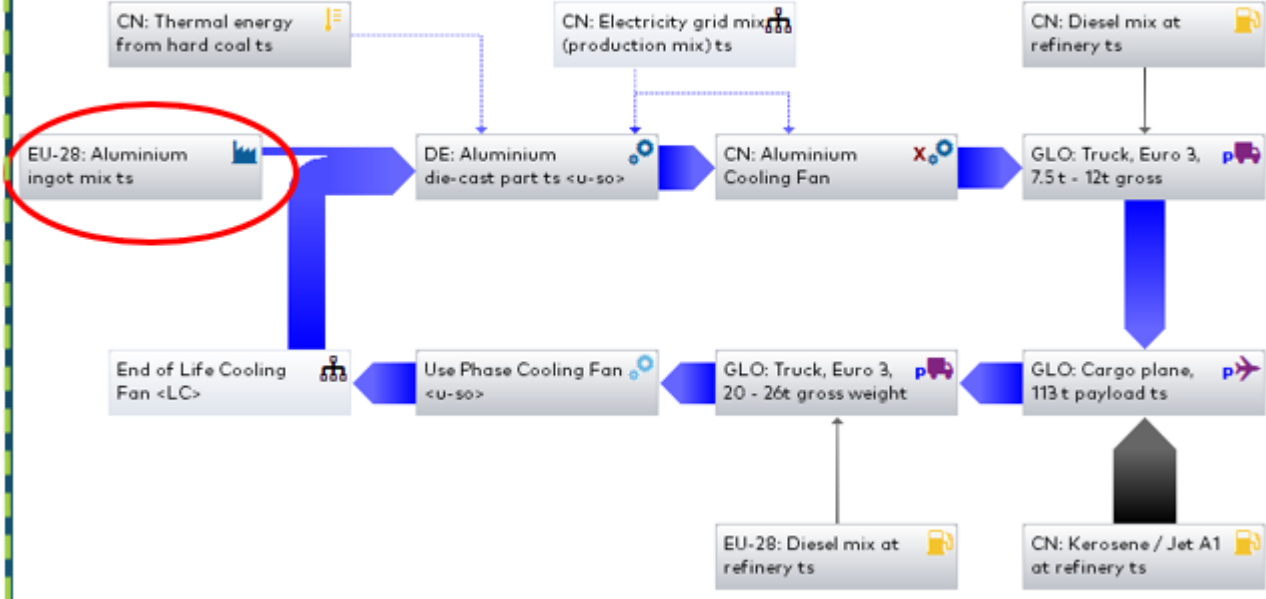 CN: Thermal energy
from hard coal ts
CN: Electricity grid mix
(production mix) ts
CN: Diesel mix at
refinery ts
EU-28: Aluminium
ingot mix ts
DE: Aluminium
die-cast part ts <u-so>
CN: Aluminium
Cooling Fan
X
GLO: Truck, Euro 3,
7.5t - 12t gross
p
End of Life Cooling
Fan <LC>
Use Phase Cooling Fan
<u-so>
GLO: Truck, Euro 3,
20 - 26t gross weight
p
GLO: Cargo plane,
113t payload ts
p
EU-28: Diesel mix at
refinery ts
CN: Kerosene / Jet A1
at refinery ts